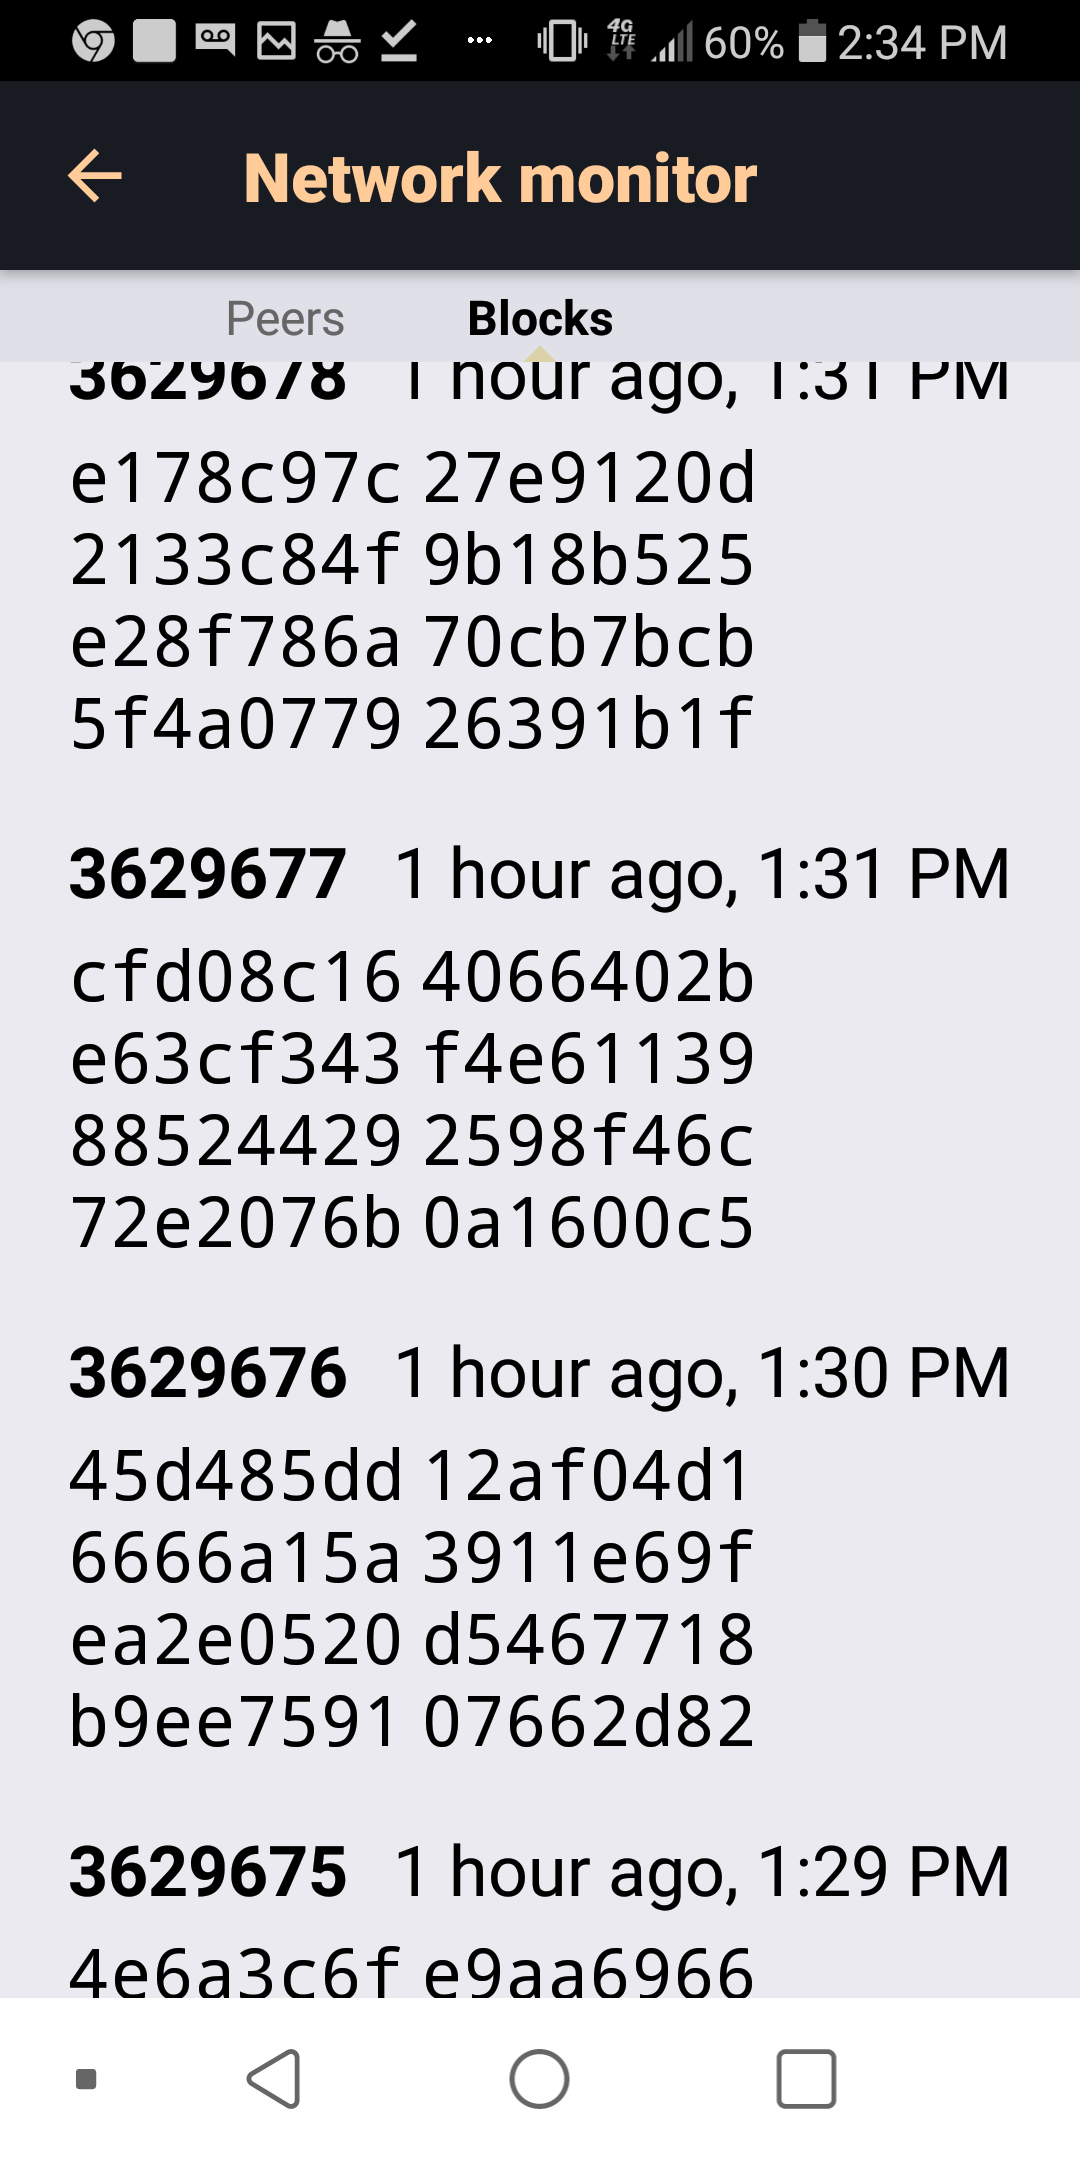 4G LTE 60% 2:34 PM
Network monitor
Peers Blocks
3629678 1 hour ago, 1:31 PM
e178c97c 27e9120d
2133c84f 9b18b525
e28f786a 70cb7bcb
5f4a0779 26391b1f
3629677 1 hour ago, 1:31 PM
cfd08c16 4066402b
e63cf343 f4e61139
88524429 2598f46c
72e2076b 0a1600c5
3629676 1 hour ago, 1:30 PM
45d485dd 12af04d1
6666a15a 3911e69f
ea2e0520 d5467718
b9ee7591 07662d82
3629675 1 hour ago, 1:29 PM
4e6a3c6f e9aa6966